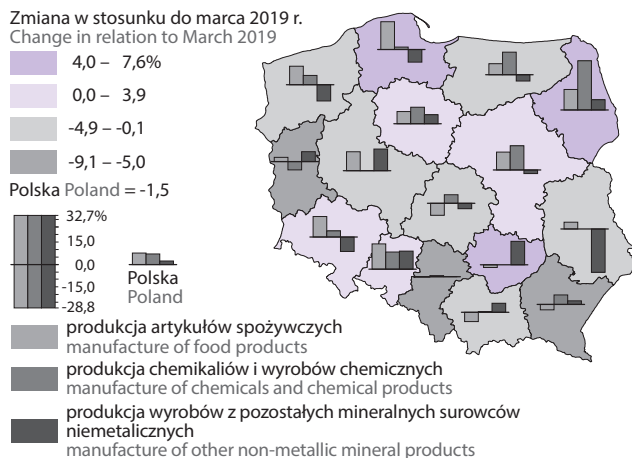 Zmiana w stosunku do marca 2019 r.
Change in relation to March 2019
4,0 – 7,6%
0,0 – 3,9
-4,9 – -0,1
-9,1 – -5,0
Polska Poland = -1,5
32,7%
15,0
0,0
-15,0
-28,8
Polska
Poland
produkcja artykułów spożywczych
manufacture of food products
produkcja chemikaliów i wyrobów chemicznych
manufacture of chemicals and chemical products
produkcja wyrobów z pozostałych mineralnych surowców
niemetalicznych
manufacture of other non-metallic mineral products